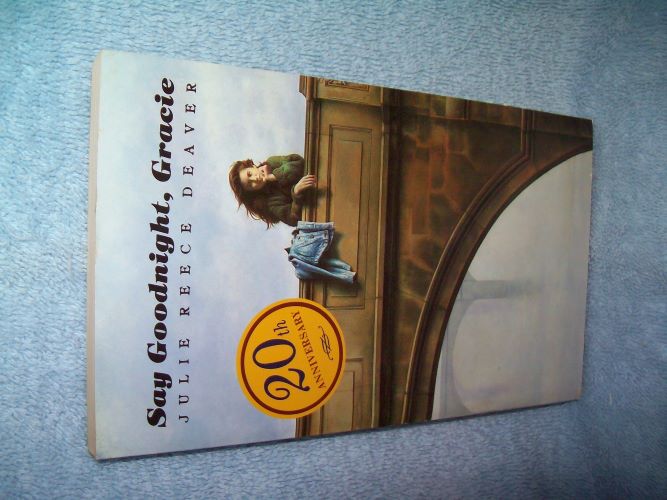 Say Goodnight, Gracie
JULIE REECE DEAVER
20th
ANNIVERSARY